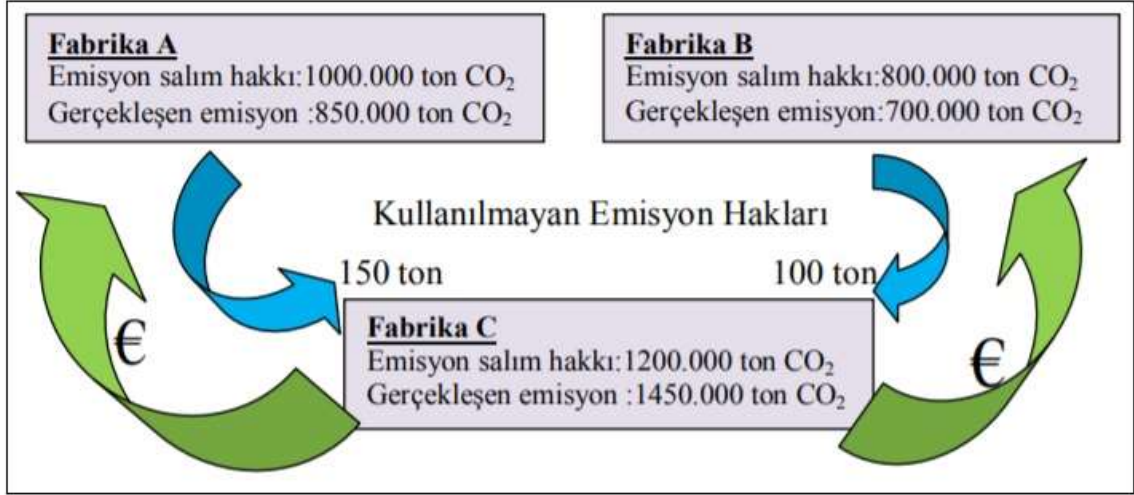 Fabrika A
Emisyon salım hakkı:1000.000 ton CO₂
Gerçekleşen emisyon :850.000 ton CO₂
Fabrika B
Emisyon salım hakkı:800.000 ton CO₂
Gerçekleşen emisyon:700.000 ton CO₂
Kullanılmayan Emisyon Hakları
150 ton
100 ton
Fabrika C
Emisyon salım hakkı:1200.000 ton CO₂
Gerçekleşen emisyon :1450.000 ton CO₂
€
€